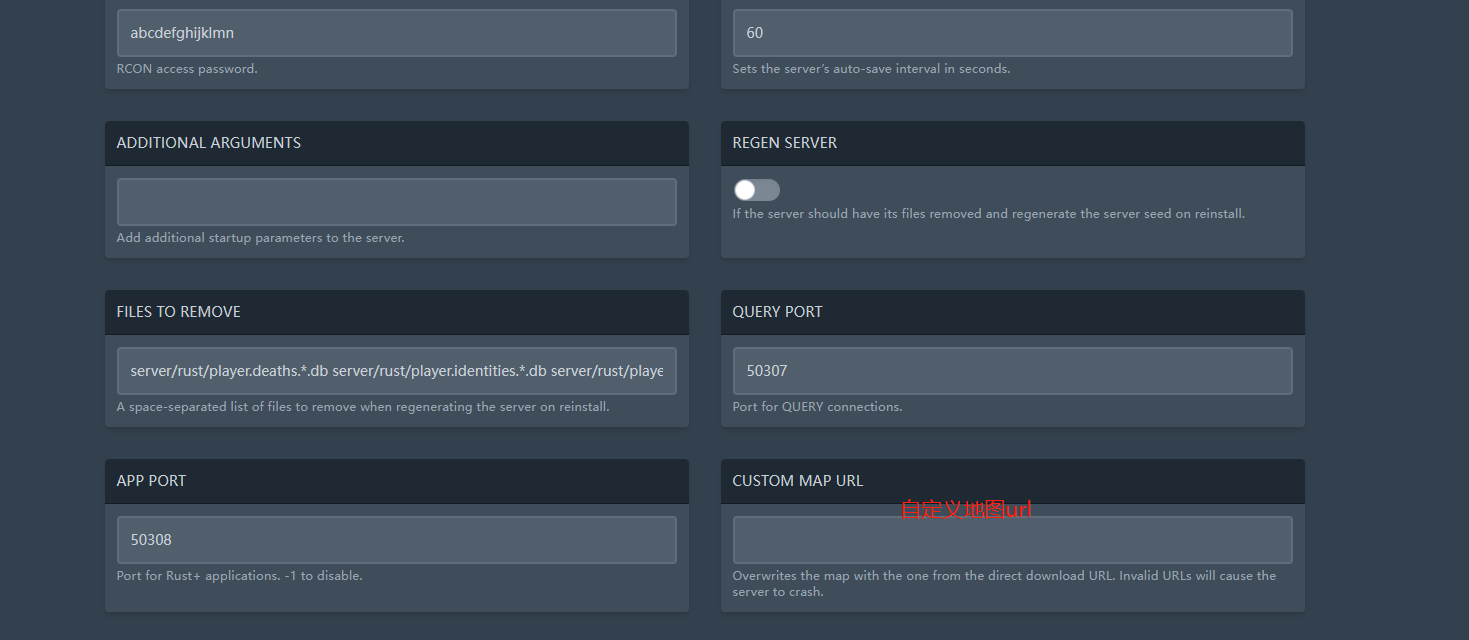 abcdefghijklmn
60
RCON access password.
Sets the server's auto-save interval in seconds.
ADDITIONAL ARGUMENTS
REGEN SERVER
If the server should have its files removed and regenerate the server seed on reinstall.
Add additional startup parameters to the server.
FILES TO REMOVE
QUERY PORT
server/rust/player.deaths.*.db server/rust/player.identities.*.db server/rust/playe
50307
A space-separated list of files to remove when regenerating the server on reinstall.
Port for QUERY connections.
APP PORT
CUSTOM MAP URL
自定义地图url
50308
Port for Rust+ applications. -1 to disable.
Overwrites the map with the one from the direct download URL. Invalid URLs will cause the
server to crash.